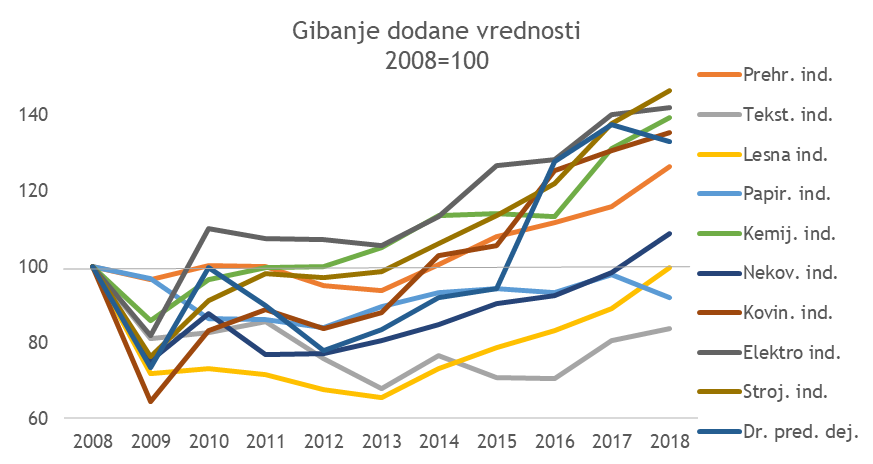 Gibanje dodane vrednosti
2008=100
140
120
100
80
60
2008 2009 2010 2011 2012 2013 2014 2015 2016 2017 2018
Prehr. ind.
Tekst. ind.
Lesna ind.
Papir. ind.
Kemij. ind.
Nekov. ind.
Kovin. ind.
Elektro ind.
Stroj. ind.
Dr. pred. dej.